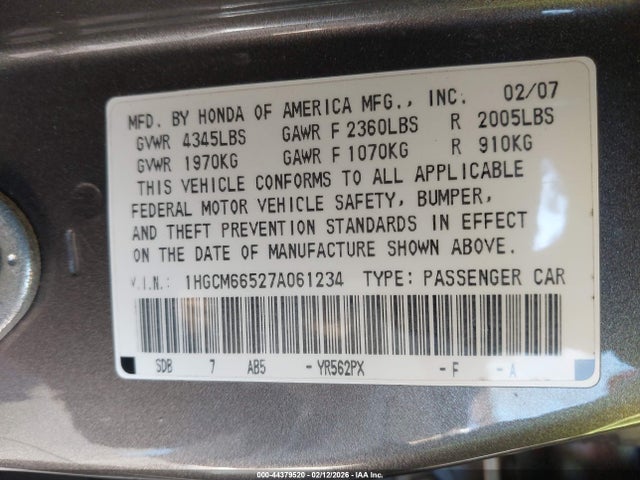 MFD. BY HONDA OF AMERICA MFG., INC. 02/07
GVWR 4345LBS GAWR F 2360LBS R 2005LBS
GVWR 1970KG GAWR F 1070KG R 910KG
THIS VEHICLE CONFORMS TO ALL APPLICABLE
FEDERAL MOTOR VEHICLE SAFETY, BUMPER,
AND THEFT PREVENTION STANDARDS IN EFFECT
ON THE DATE OF MANUFACTURE SHOWN ABOVE.
V.I.N.: 1HGCM66527A061234 TYPE: PASSENGER CAR
SDB 7 AB5 -YR562PX -F -A
000-44379520 - 02/12/2026 - IAA Inc.